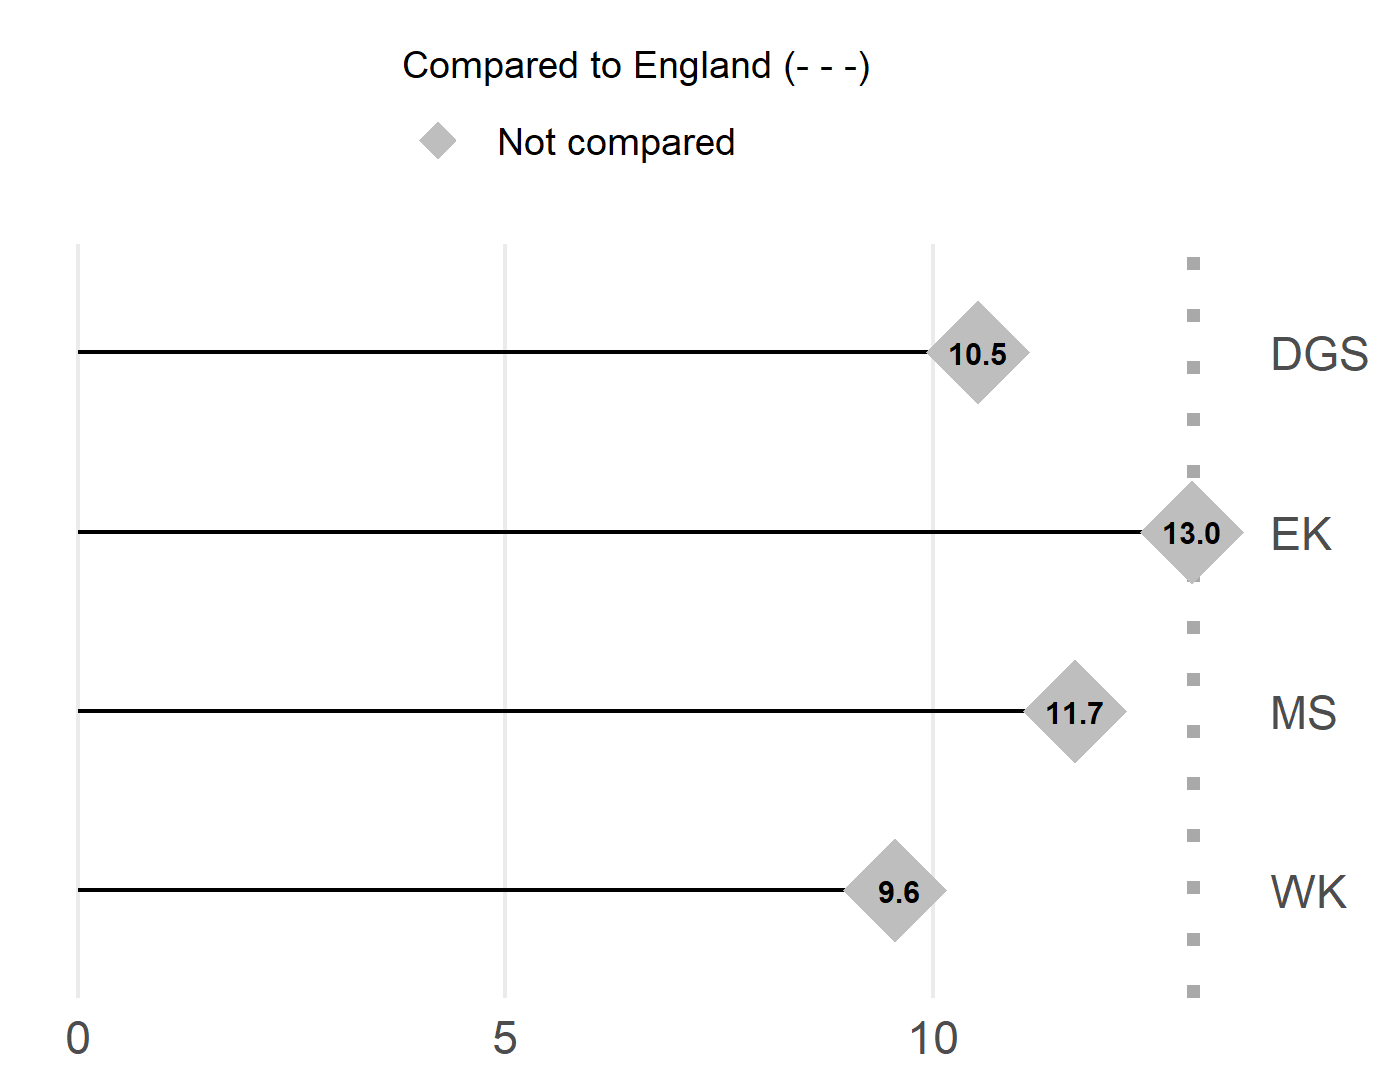 Compared to England (- - -)
Not compared
10.5 DGS
13.0 EK
11.7 MS
9.6 WK
0 5 10